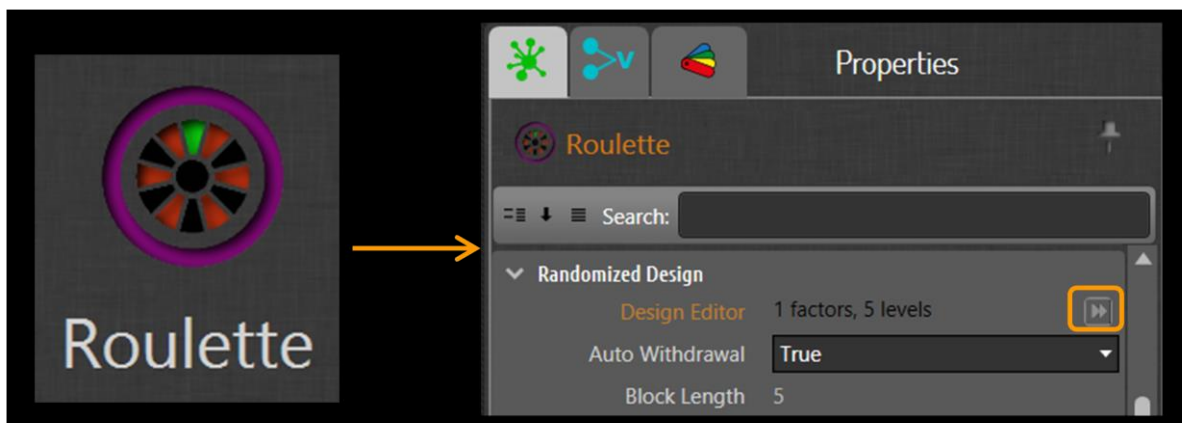 Roulette
Properties
Roulette
Search:
Randomized Design
Design Editor 1 factors, 5 levels
Auto Withdrawal True
Block Length 5